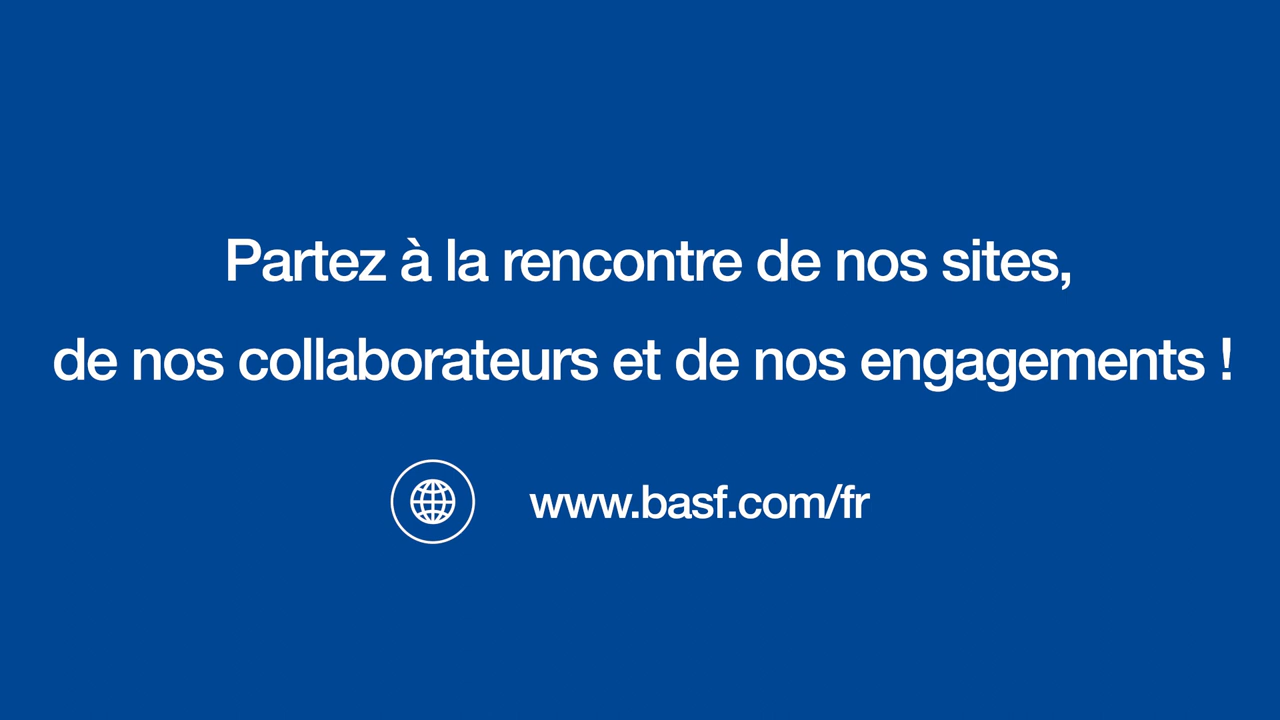 Partez à la rencontre de nos sites,
de nos collaborateurs et de nos engagements !
www.basf.com/fr